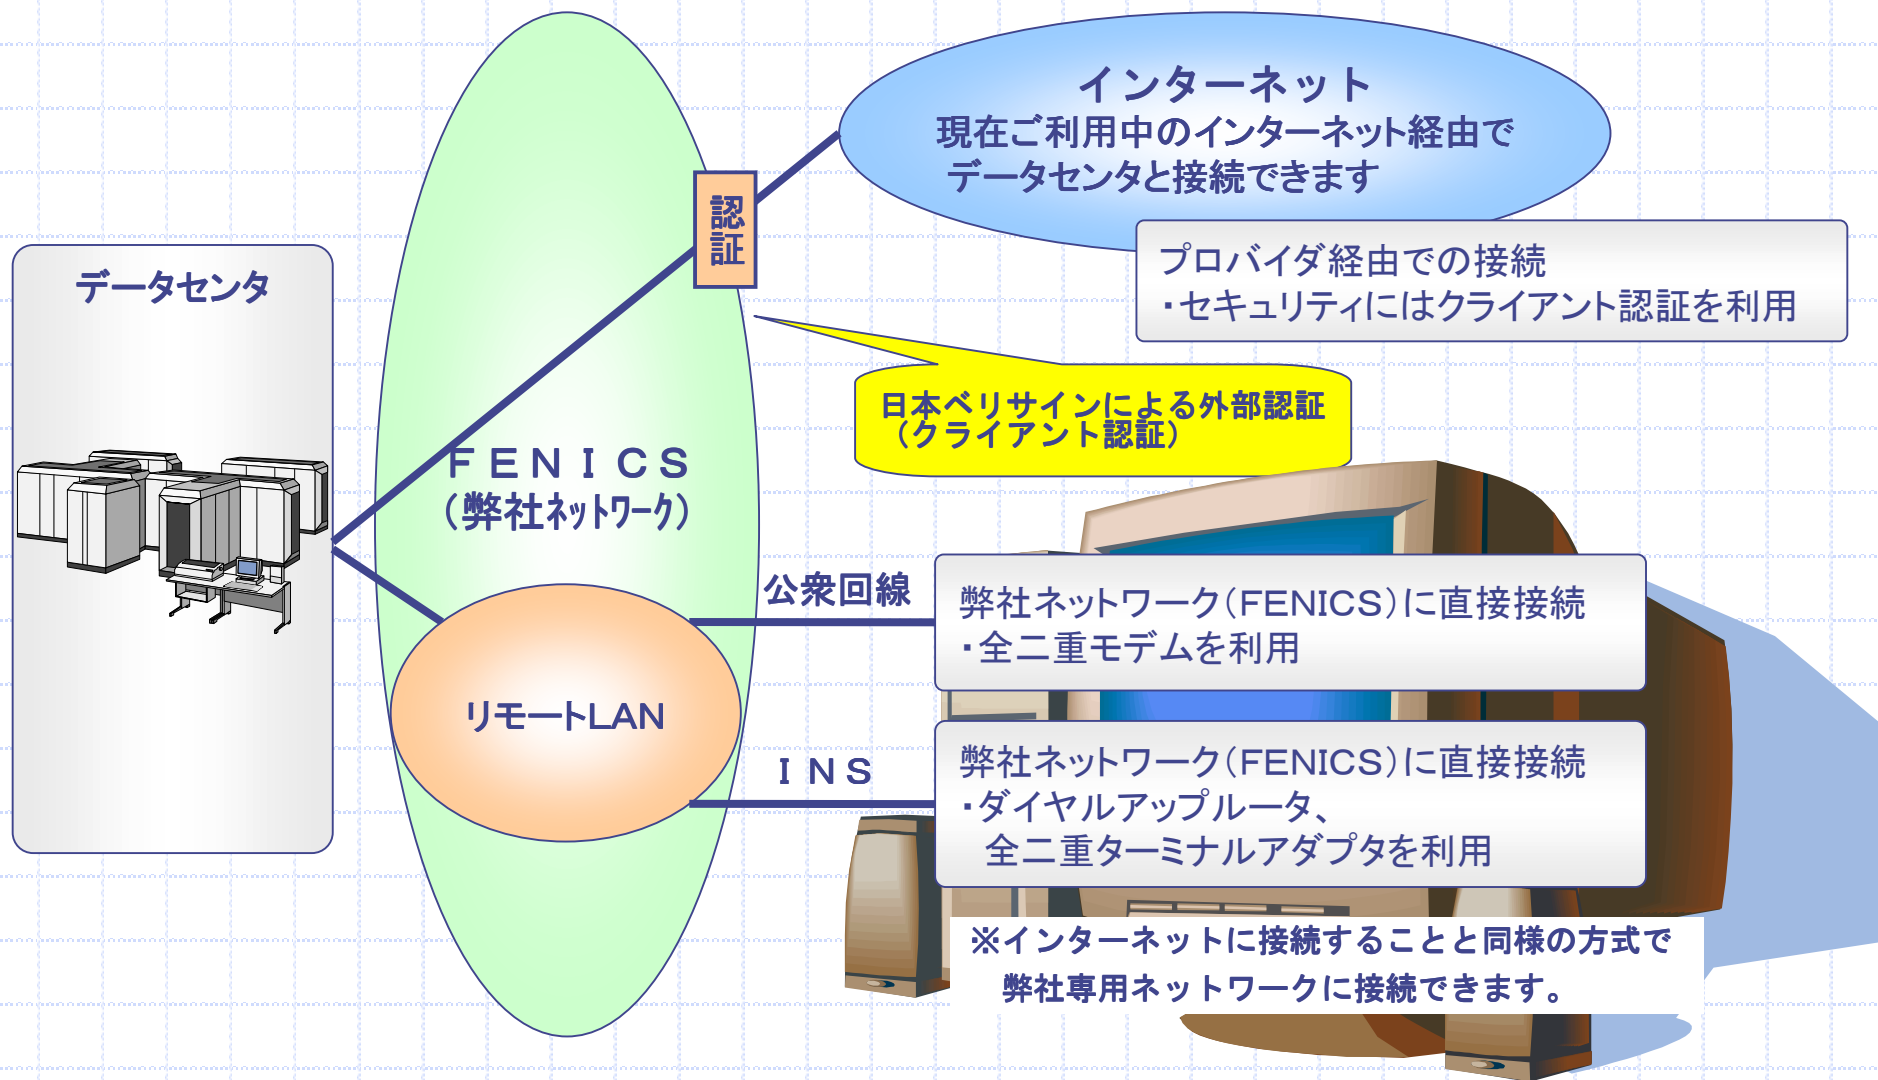 インターネット
現在ご利用中のインターネット経由で
データセンタと接続できます
認証
プロバイダ経由での接続
・セキュリティにはクライアント認証を利用
データセンタ
日本ベリサインによる外部認証
（クライアント認証）
ＦＥＮＩＣＳ
（弊社ﾈｯﾄﾜｰｸ）
公衆回線
弊社ネットワーク（FENICS）に直接接続
・全二重モデムを利用
リモートLAN
ＩＮＳ
弊社ネットワーク（FENICS）に直接接続
・ダイヤルアップルータ、
全二重ターミナルアダプタを利用
※インターネットに接続することと同様の方式で
弊社専用ネットワークに接続できます。